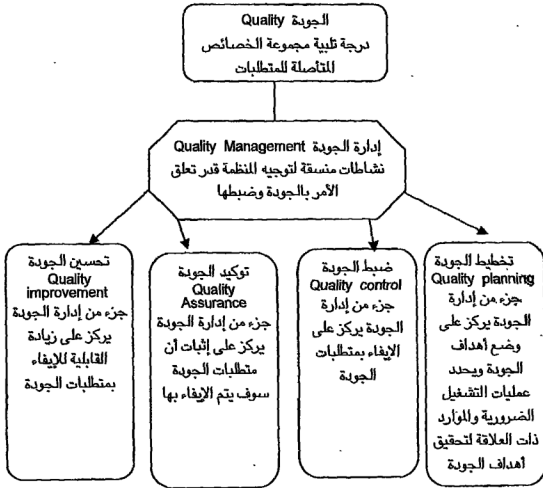 الجودة Quality
درجة تلبية مجموعة الخصائص
المتأصلة للمتطلبات
إدارة الجودة Quality Management
نشاطات منسقة لتوجيه المنظمة قدر تعلق
الأمر بالجودة وضبطها
تخطيط الجودة
Quality planning
جزء من إدارة
الجودة يركز على
وضع أهداف
الجودة ويحدد
عمليات التشغيل
الضرورية والموارد
ذات العلاقة لتحقيق
أهداف الجودة
ضبط الجودة
Quality control
جزء من إدارة
الجودة يركز على
الإيفاء بمتطلبات
الجودة
توكيد الجودة
Quality
Assurance
جزء من إدارة الجودة
يركز على إثبات أن
متطلبات الجودة
سوف يتم الإيفاء بها
تحسين الجودة
Quality
improvement
جزء من إدارة الجودة
يركز على زيادة
القابلية للإيفاء
بمتطلبات الجودة